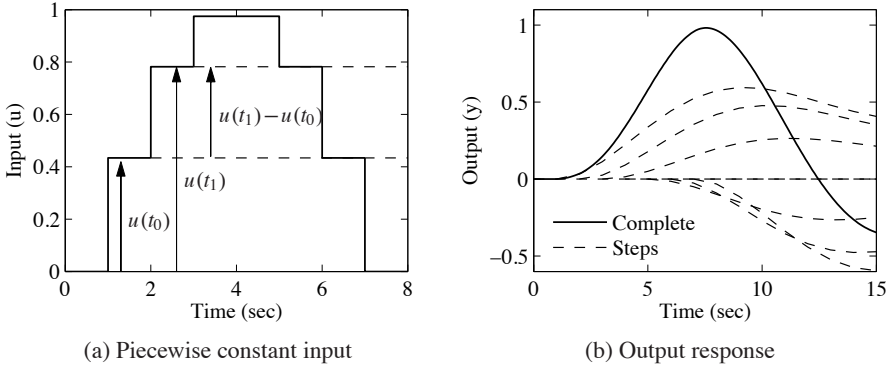 1
0.8
0.6
0.4
0.2
0
Input (u)
u(t1)−u(t0)
u(t1)
u(t0)
0 2 4 6 8
Time (sec)
(a) Piecewise constant input
1
0.5
0
−0.5
Output (y)
Complete
Steps
0 5 10 15
Time (sec)
(b) Output response